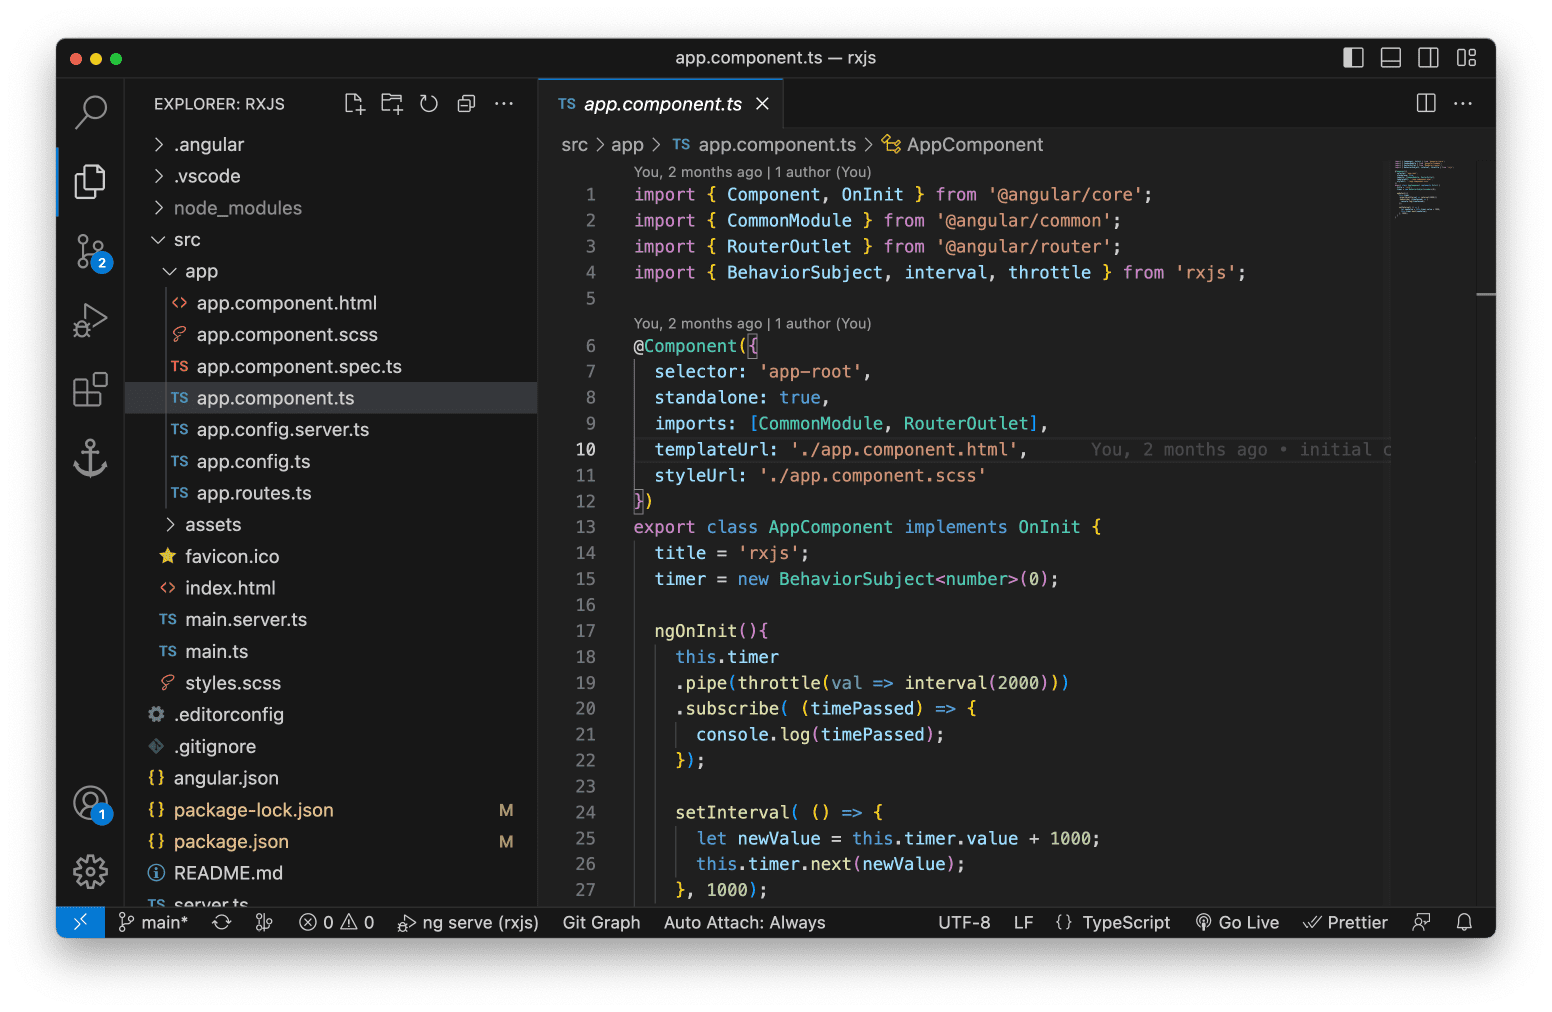 app.component.ts — rxjs
EXPLORER: RXJS
.angular
.vscode
node_modules
src
app
app.component.html
app.component.scss
TS app.component.spec.ts
TS app.component.ts
TS app.config.server.ts
TS app.config.ts
TS app.routes.ts
assets
favicon.ico
index.html
TS main.server.ts
TS main.ts
styles.scss
.editorconfig
.gitignore
{} angular.json
{} package-lock.json M
{} package.json M
README.md
TS server.ts
2
1
TS app.component.ts
src > app > TS app.component.ts > AppComponent
You, 2 months ago | 1 author (You)
1 import { Component, OnInit } from '@angular/core';
2 import { CommonModule } from '@angular/common';
3 import { RouterOutlet } from '@angular/router';
4 import { BehaviorSubject, interval, throttle } from 'rxjs';
5
You, 2 months ago | 1 author (You)
6 @Component({
7 selector: 'app-root',
8 standalone: true,
9 imports: [CommonModule, RouterOutlet],
10 templateUrl: './app.component.html', You, 2 months ago • initial c
11 styleUrl: './app.component.scss'
12 })
13 export class AppComponent implements OnInit {
14 title = 'rxjs';
15 timer = new BehaviorSubject<number>(0);
16
17 ngOnInit(){
18 this.timer
19 .pipe(throttle(val => interval(2000)))
20 .subscribe( (timePassed) => {
21 console.log(timePassed);
22 });
23
24 setInterval( () => {
25 let newValue = this.timer.value + 1000;
26 this.timer.next(newValue);
27 }, 1000);
main* 0 0 ng serve (rxjs) Git Graph Auto Attach: Always UTF-8 LF {} TypeScript Go Live Prettier